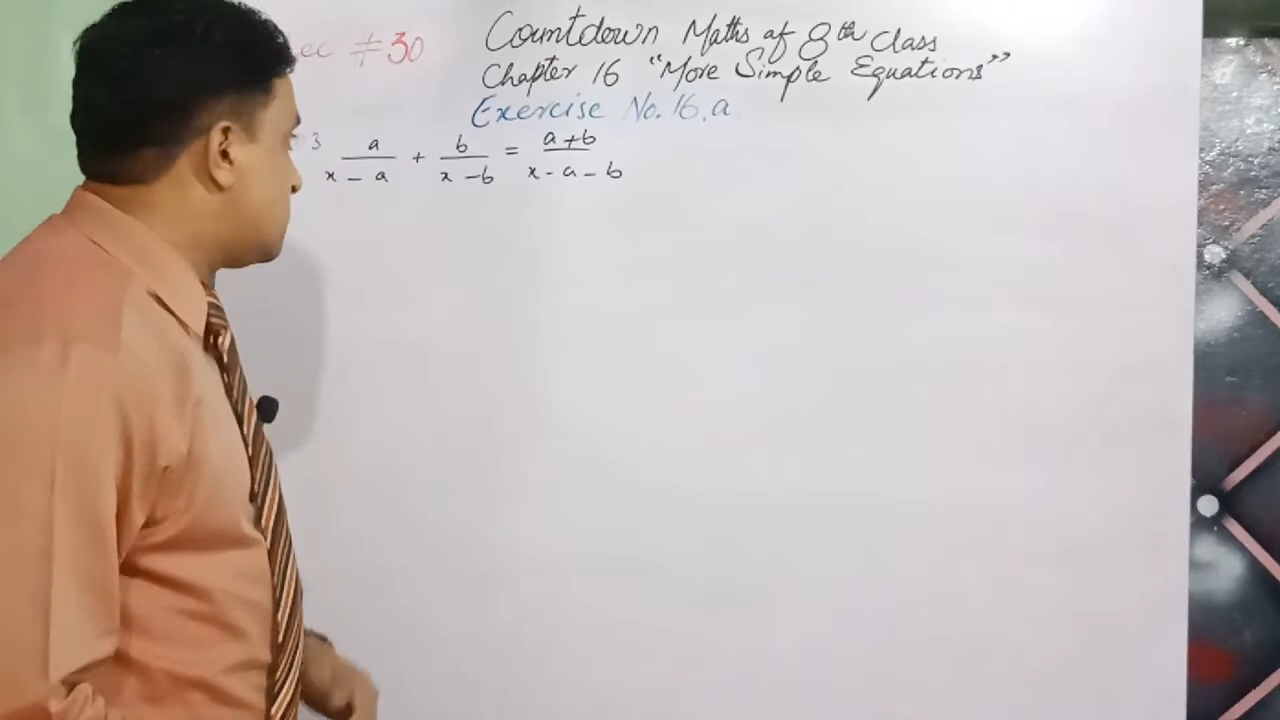 #30
Countdown Maths of 8th Class
Chapter 16 "More Simple Equations"
Exercise No.16.a
3 a/(x-a) + b/(x-b) = (a+b)/(x-a-b)